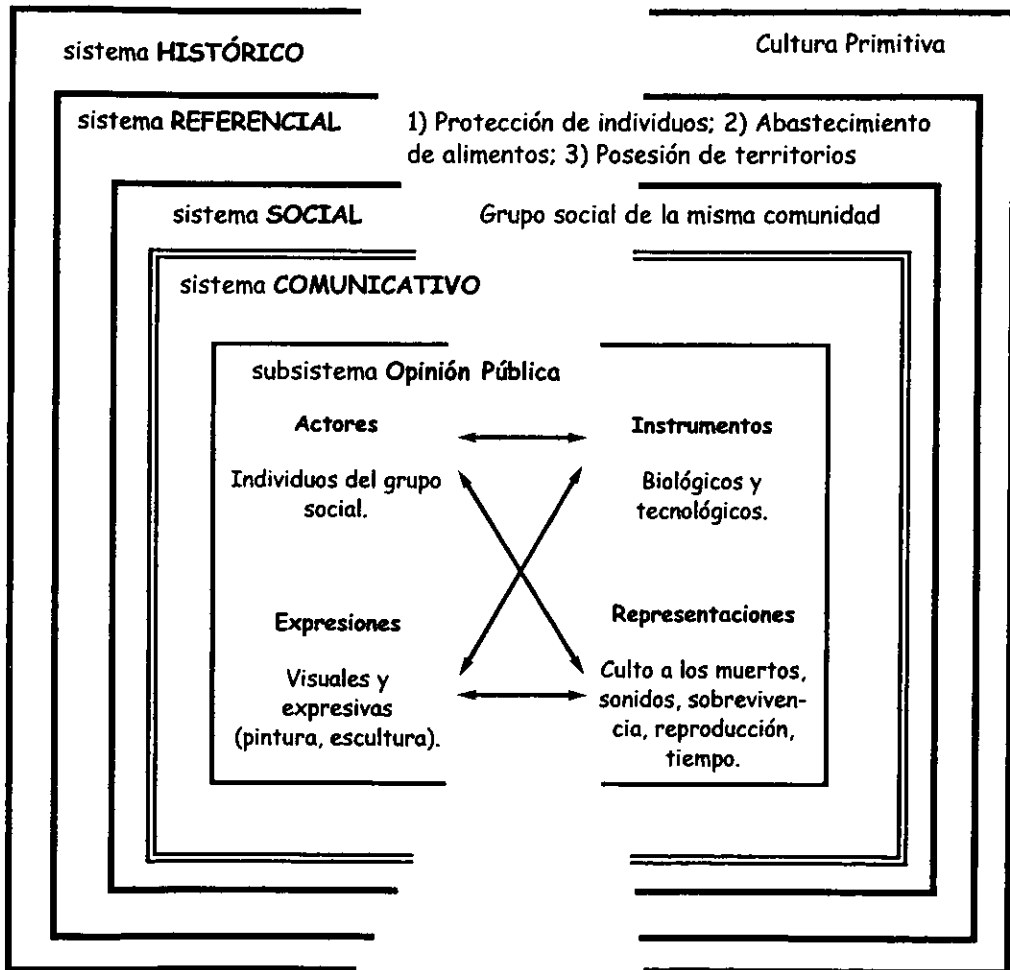 sistema HISTÓRICO
Cultura Primitiva
sistema REFERENCIAL
1) Protección de individuos; 2) Abastecimiento
de alimentos; 3) Posesión de territorios
sistema SOCIAL
Grupo social de la misma comunidad
sistema COMUNICATIVO
subsistema Opinión Pública
Actores
Individuos del grupo
social.
Instrumentos
Biológicos y
tecnológicos.
Expresiones
Visuales y
expresivas
(pintura, escultura).
Representaciones
Culto a los muertos,
sonidos, sobreviven-
cia, reproducción,
tiempo.